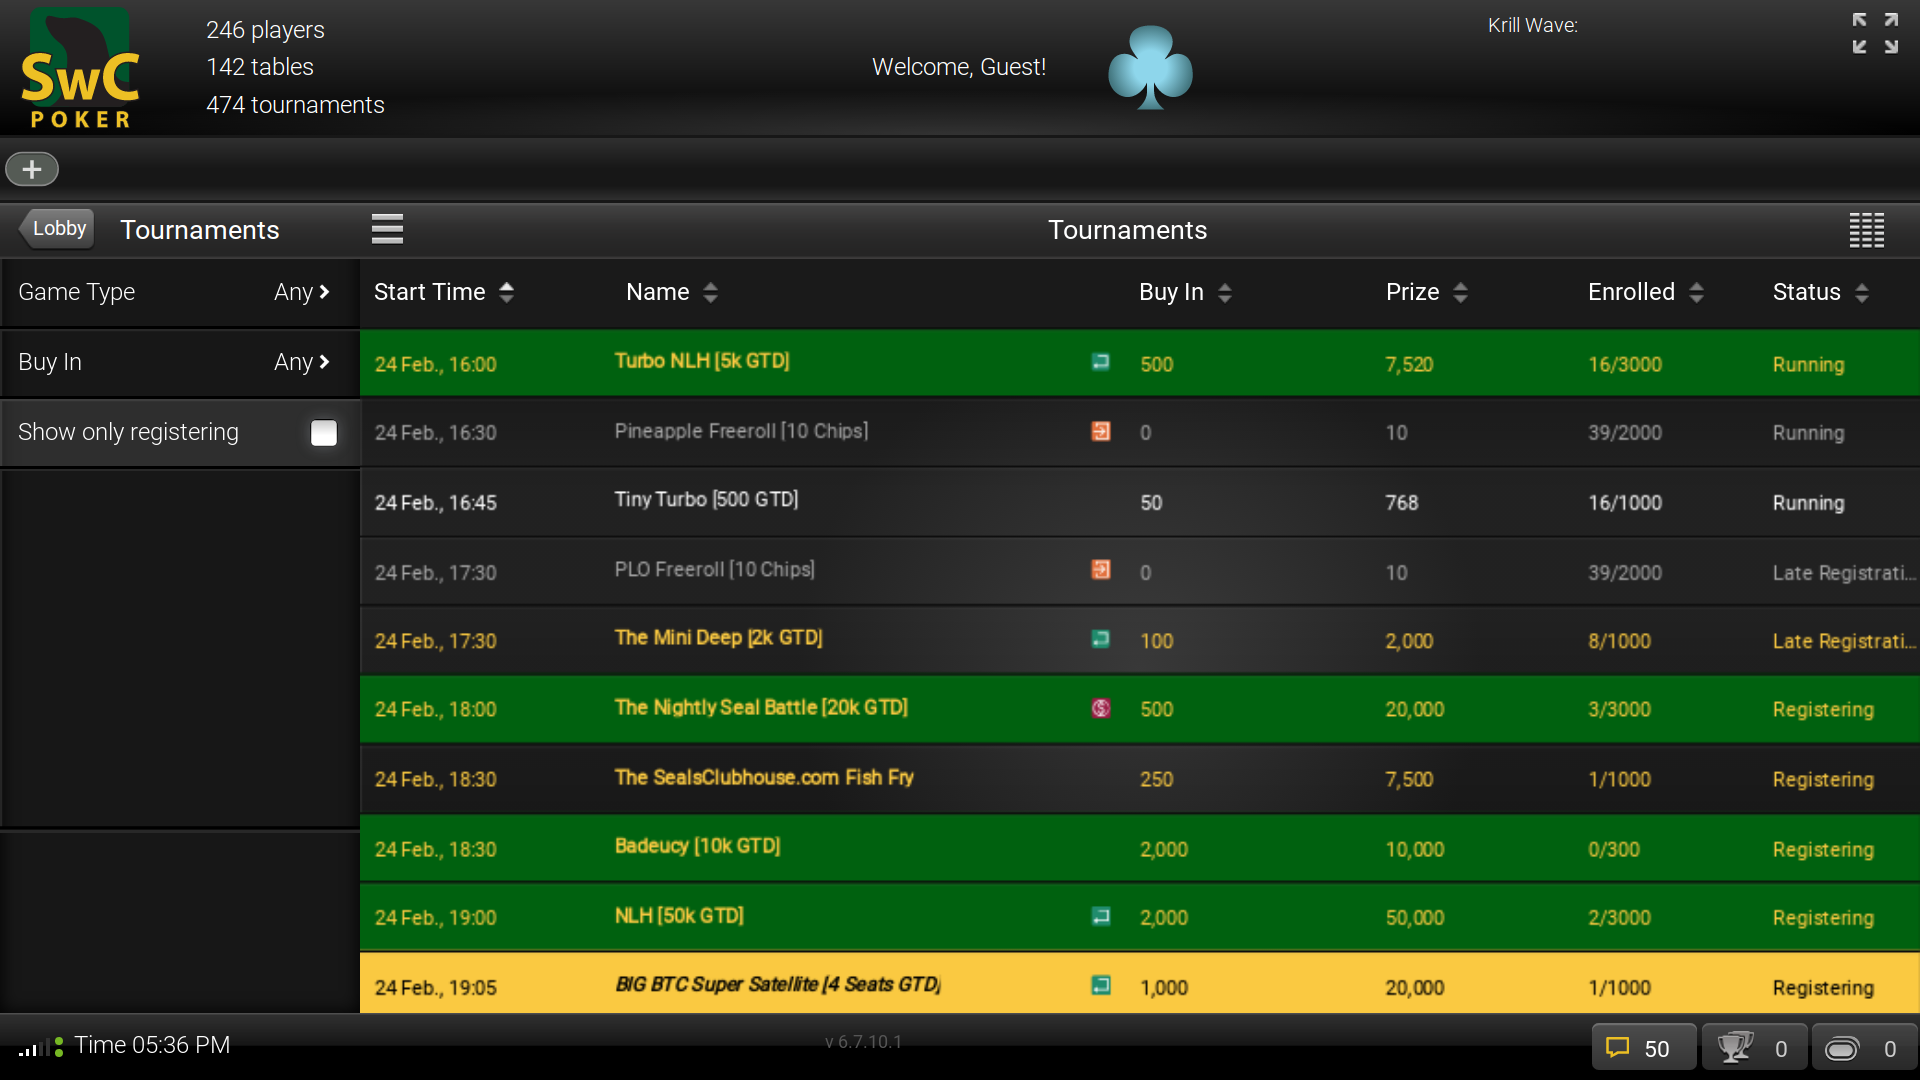 SwC
POKER
246 players
142 tables
474 tournaments
Welcome, Guest!
Krill Wave:
Lobby
Tournaments
Tournaments
Game Type Any
Buy In Any
Show only registering
Start Time Name Buy In Prize Enrolled Status
24 Feb., 16:00 Turbo NLH [5k GTD] 500 7,520 16/3000 Running
24 Feb., 16:30 Pineapple Freeroll [10 Chips] 0 10 39/2000 Running
24 Feb., 16:45 Tiny Turbo [500 GTD] 50 768 16/1000 Running
24 Feb., 17:30 PLO Freeroll [10 Chips] 0 10 39/2000 Late Registrati...
24 Feb., 17:30 The Mini Deep [2k GTD] 100 2,000 8/1000 Late Registrati...
24 Feb., 18:00 The Nightly Seal Battle [20k GTD] 500 20,000 3/3000 Registering
24 Feb., 18:30 The SealsClubhouse.com Fish Fry 250 7,500 1/1000 Registering
24 Feb., 18:30 Badeucy [10k GTD] 2,000 10,000 0/300 Registering
24 Feb., 19:00 NLH [50k GTD] 2,000 50,000 2/3000 Registering
24 Feb., 19:05 BIG BTC Super Satellite [4 Seats GTD] 1,000 20,000 1/1000 Registering
Time 05:36 PM
v 6.7.10.1
50
0
0